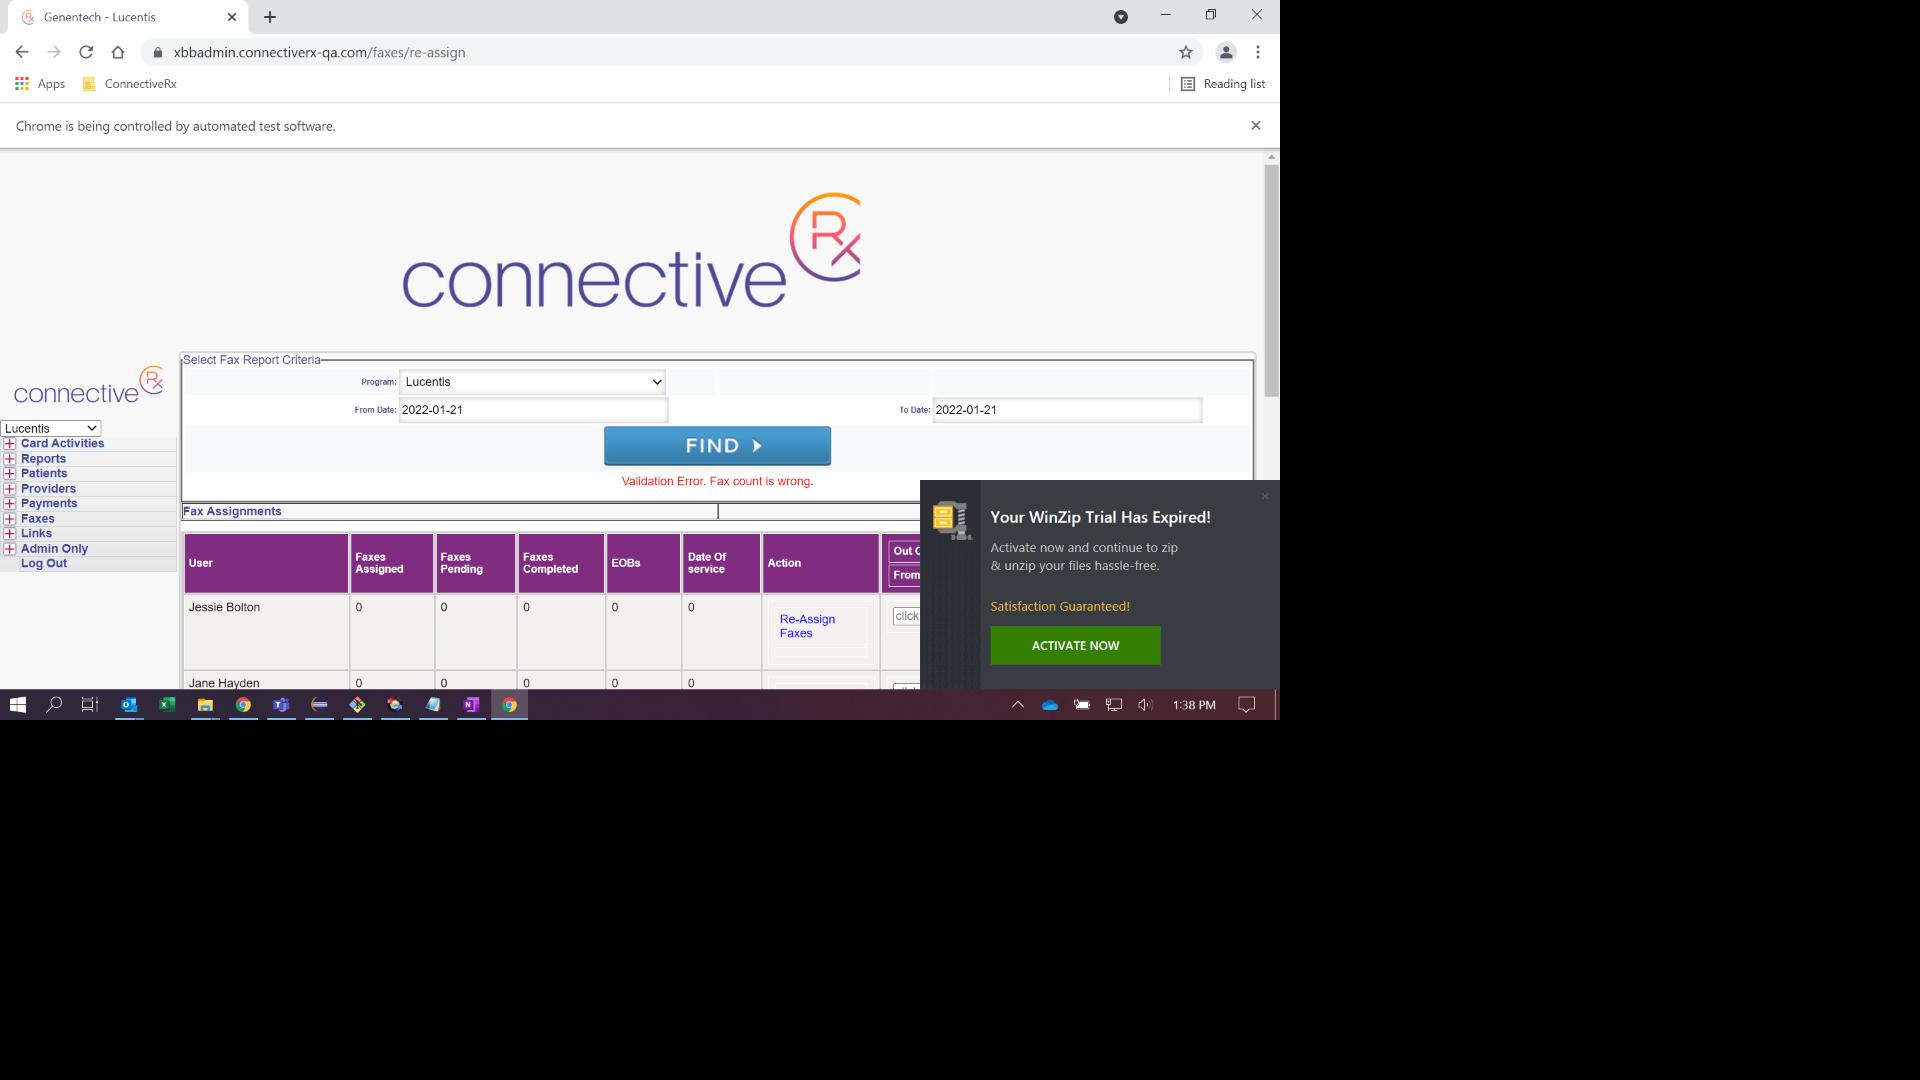 Genentech - Lucentis
xbbadmin.connectiverx-qa.com/faxes/re-assign
Apps
ConnectiveRx
Reading list
Chrome is being controlled by automated test software.
connective Rx
connective Rx
Lucentis
Card Activities
Reports
Patients
Providers
Payments
Faxes
Links
Admin Only
Log Out
Select Fax Report Criteria
Program: Lucentis
From Date: 2022-01-21 To Date: 2022-01-21
FIND
Validation Error. Fax count is wrong.
Fax Assignments
User Faxes Assigned Faxes Pending Faxes Completed EOBs Date Of service Action Out From
Jessie Bolton 0 0 0 0 0 Re-Assign Faxes click
Jane Hayden 0 0 0 0 0
Your WinZip Trial Has Expired!
Activate now and continue to zip
& unzip your files hassle-free.
Satisfaction Guaranteed!
ACTIVATE NOW
1:38 PM